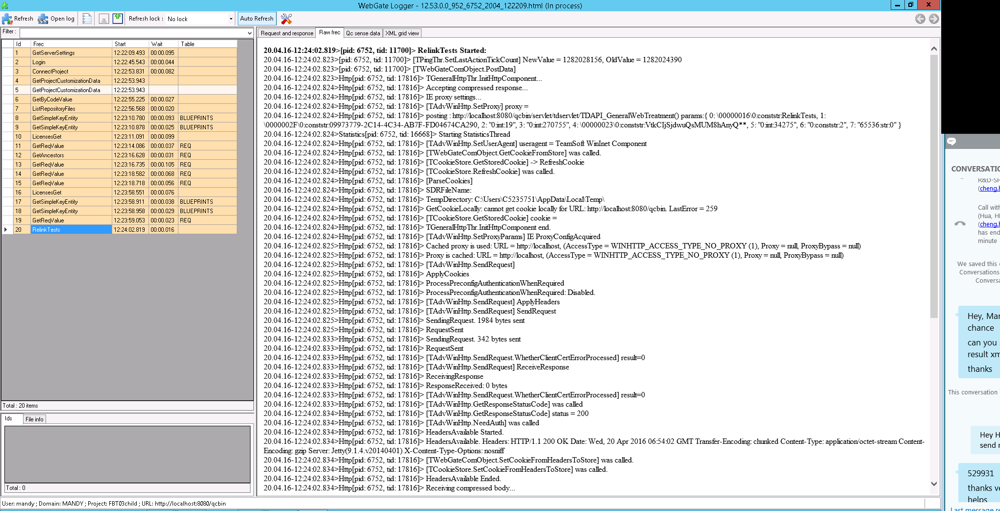 WebGate Logger - 12.53.0.0_952_6752_2004_122209.html (In process)
Refresh Open log Refresh lock : No lock Auto Refresh
Filter :
Id Frec Start Wait Table
1 GetServerSettings 12:22:09.493 00:00.095
2 Login 12:22:45.543 00:00.044
3 ConnectProject 12:22:53.831 00:00.082
4 GetProjectCustomizationData 12:22:53.943
5 GetProjectCustomizationData 12:22:53.943
6 GetByCodeValue 12:22:55.225 00:00.027
7 ListRepositoryFiles 12:22:56.568 00:00.020
8 GetSimpleKeyEntity 12:23:10.780 00:00.093 BLUEPRINTS
9 GetSimpleKeyEntity 12:23:10.878 00:00.025 BLUEPRINTS
10 LicensesGet 12:23:11.091 00:00.099
11 GetReqValue 12:23:14.086 00:00.037 REQ
12 GetAncestors 12:23:16.628 00:00.031 REQ
13 GetReqValue 12:23:16.735 00:00.105 REQ
14 GetReqValue 12:23:18.582 00:00.068 REQ
15 GetReqValue 12:23:18.718 00:00.056 REQ
16 LicensesGet 12:23:58.551 00:00.076
17 GetSimpleKeyEntity 12:23:58.911 00:00.038 BLUEPRINTS
18 GetSimpleKeyEntity 12:23:58.958 00:00.029 BLUEPRINTS
19 GetReqValue 12:23:59.053 00:00.023 REQ
20 RelinkTests 12:24:02.819 00:00.016
Total : 20 items
Ids File info
Total : 0
Request and response Raw frec Qc sense data XML grid view
20.04.16-12:24:02.819>[pid: 6752, tid: 11700]> RelinkTests Started:
20.04.16-12:24:02.823>[pid: 6752, tid: 11700]> [TPingThr.SetLastActionTickCount] NewValue = 1282028156, OldValue = 1282024390
20.04.16-12:24:02.823>[pid: 6752, tid: 11700]> [TWebGateComObject.PostData]
20.04.16-12:24:02.823>Http[pid: 6752, tid: 17816]> TGeneralHttpThr.InitHttpComponent...
20.04.16-12:24:02.824>Http[pid: 6752, tid: 17816]> Accepting compressed response...
20.04.16-12:24:02.824>Http[pid: 6752, tid: 17816]> IE proxy settings...
20.04.16-12:24:02.824>Http[pid: 6752, tid: 17816]> [TAdvWinHttp.SetProxy] proxy =
20.04.16-12:24:02.824>Http[pid: 6752, tid: 17816]> posting : http://localhost:8080/qcbin/servlet/tdservlet/TDAPI_GeneralWebTreatment() params:{ 0: \00000016\0:conststr:RelinkTests, 1:
\0000002F\0:conststr:09973779-2C14-4C34-AB7F-FD04674CA290, 2: "0:int:19", 3: "0:int:270755", 4: \00000023\0:conststr:VtkCIjSjdwuQsMUM8hAnyQ**, 5: "0:int:34275", 6: "0:conststr:2", 7: "65536:str:0" }
20.04.16-12:24:02.824>Statistics[pid: 6752, tid: 16668]> Starting StatisticsThread
20.04.16-12:24:02.824>Http[pid: 6752, tid: 17816]> [TAdvWinHttp.SetUserAgent] useragent = TeamSoft WinInet Component
20.04.16-12:24:02.824>Http[pid: 6752, tid: 17816]> [TWebGateComObject.GetCookieFromStore] was called.
20.04.16-12:24:02.824>Http[pid: 6752, tid: 17816]> [TCookieStore.GetStoredCookie] -> RefreshCookie
20.04.16-12:24:02.824>Http[pid: 6752, tid: 17816]> [TCookieStore.RefreshCookie] was called.
20.04.16-12:24:02.824>Http[pid: 6752, tid: 17816]> [ParseCookies]
20.04.16-12:24:02.824>Http[pid: 6752, tid: 17816]> SDRFileName:
20.04.16-12:24:02.824>Http[pid: 6752, tid: 17816]> TempDirectory: C:\Users\C5235751\AppData\Local\Temp\
20.04.16-12:24:02.824>Http[pid: 6752, tid: 17816]> GetCookieLocally: cannot get cookie locally for URL: http://localhost:8080/qcbin. LastError = 259
20.04.16-12:24:02.824>Http[pid: 6752, tid: 17816]> [TCookieStore.GetStoredCookie] cookie =
20.04.16-12:24:02.824>Http[pid: 6752, tid: 17816]> TGeneralHttpThr.InitHttpComponent end.
20.04.16-12:24:02.824>Http[pid: 6752, tid: 17816]> [TAdvWinHttp.SetProxyParams] IE ProxyConfigAcquired
20.04.16-12:24:02.825>Http[pid: 6752, tid: 17816]> Cached proxy is used: URL = http://localhost, (AccessType = WINHTTP_ACCESS_TYPE_NO_PROXY (1), Proxy = null, ProxyBypass = null)
20.04.16-12:24:02.825>Http[pid: 6752, tid: 17816]> Proxy is cached: URL = http://localhost, (AccessType = WINHTTP_ACCESS_TYPE_NO_PROXY (1), Proxy = null, ProxyBypass = null)
20.04.16-12:24:02.825>Http[pid: 6752, tid: 17816]> [TAdvWinHttp.SendRequest]
20.04.16-12:24:02.825>Http[pid: 6752, tid: 17816]> ApplyCookies
20.04.16-12:24:02.825>Http[pid: 6752, tid: 17816]> ProcessPreconfigAuthenticationWhenRequired
20.04.16-12:24:02.825>Http[pid: 6752, tid: 17816]> ProcessPreconfigAuthenticationWhenRequired: Disabled.
20.04.16-12:24:02.825>Http[pid: 6752, tid: 17816]> [TAdvWinHttp.SendRequest] ApplyHeaders
20.04.16-12:24:02.825>Http[pid: 6752, tid: 17816]> [TAdvWinHttp.SendRequest] SendRequest
20.04.16-12:24:02.825>Http[pid: 6752, tid: 17816]> SendingRequest. 1984 bytes sent
20.04.16-12:24:02.825>Http[pid: 6752, tid: 17816]> RequestSent
20.04.16-12:24:02.833>Http[pid: 6752, tid: 17816]> SendingRequest. 342 bytes sent
20.04.16-12:24:02.833>Http[pid: 6752, tid: 17816]> RequestSent
20.04.16-12:24:02.833>Http[pid: 6752, tid: 17816]> [TAdvWinHttp.SendRequest.WhetherClientCertErrorProcessed] result=0
20.04.16-12:24:02.833>Http[pid: 6752, tid: 17816]> [TAdvWinHttp.SendRequest] ReceiveResponse
20.04.16-12:24:02.833>Http[pid: 6752, tid: 17816]> ReceivingResponse
20.04.16-12:24:02.833>Http[pid: 6752, tid: 17816]> ResponseReceived: 0 bytes
20.04.16-12:24:02.833>Http[pid: 6752, tid: 17816]> [TAdvWinHttp.SendRequest.WhetherClientCertErrorProcessed] result=0
20.04.16-12:24:02.833>Http[pid: 6752, tid: 17816]> [TAdvWinHttp.GetResponseStatusCode] was called
20.04.16-12:24:02.834>Http[pid: 6752, tid: 17816]> [TAdvWinHttp.GetResponseStatusCode] status = 200
20.04.16-12:24:02.834>Http[pid: 6752, tid: 17816]> [TAdvWinHttp.NeedAuth] was called
20.04.16-12:24:02.834>Http[pid: 6752, tid: 17816]> HeadersAvailable Started.
20.04.16-12:24:02.834>Http[pid: 6752, tid: 17816]> HeadersAvailable. Headers: HTTP/1.1 200 OK Date: Wed, 20 Apr 2016 06:54:02 GMT Transfer-Encoding: chunked Content-Type: application/octet-stream Content-
Encoding: gzip Server: Jetty(9.1.4.v20140401) X-Content-Type-Options: nosniff
20.04.16-12:24:02.834>Http[pid: 6752, tid: 17816]> [TWebGateComObject.SetCookieFromHeadersToStore] was called.
20.04.16-12:24:02.834>Http[pid: 6752, tid: 17816]> [TCookieStore.SetCookieFromHeadersToStore] was called.
20.04.16-12:24:02.834>Http[pid: 6752, tid: 17816]> HeadersAvailable Ended.
20.04.16-12:24:02.834>Http[pid: 6752, tid: 17816]> Receiving compressed body...
User: mandy ; Domain: MANDY ; Project: FBT03child ; URL: http://localhost:8080/qcbin
CONVERSATIO
R&D-SH
(cheng.h
Call with
(Hua, H
(cheng.h
has end
minute
We saved this
Conversations
Conversa
Hey, Mar
chance
can you
result xm
thanks
This conversation
Hey H
send
529931
thanks ve
helps
Last message re